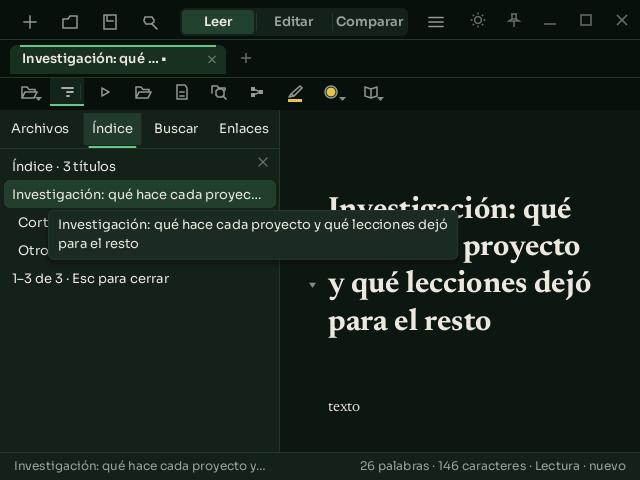 Leer
Editar
Comparar
Investigación: qué ... •
Archivos
Índice
Buscar
Enlaces
Índice · 3 títulos
Investigación: qué hace cada proyec...
Cort
Otro
Investigación: qué hace cada proyecto y qué lecciones dejó
para el resto
1–3 de 3 · Esc para cerrar
Investigación: qué
proyecto
y qué lecciones dejó
para el resto
texto
Investigación: qué hace cada proyecto y...
26 palabras · 146 caracteres · Lectura · nuevo